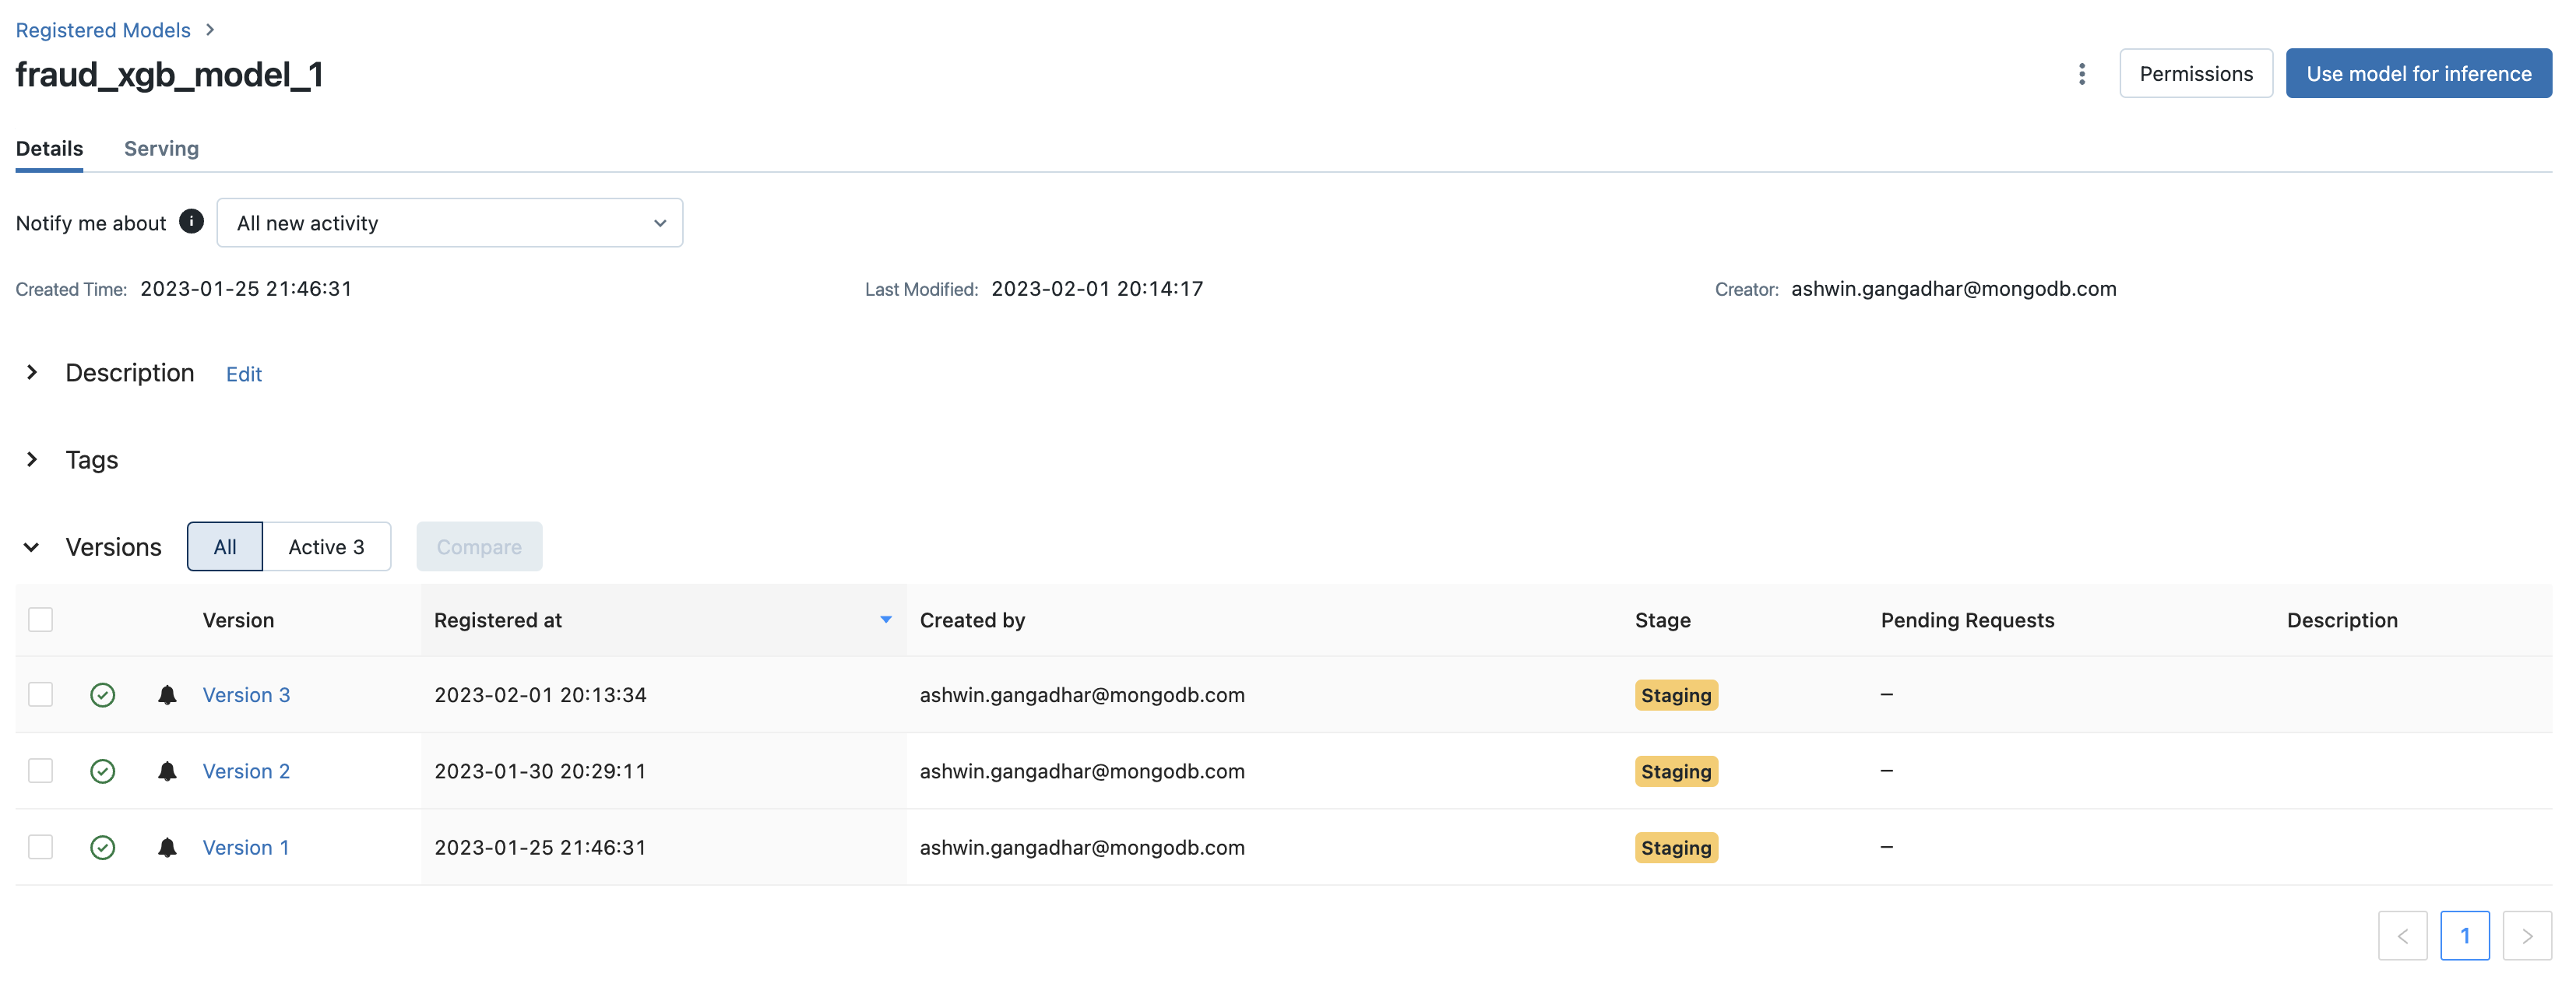 Registered Models >
fraud_xgb_model_1
Permissions
Use model for inference
Details Serving
Notify me about i All new activity
Created Time: 2023-01-25 21:46:31 Last Modified: 2023-02-01 20:14:17 Creator: ashwin.gangadhar@mongodb.com
Description Edit
Tags
Versions All Active 3 Compare
Version Registered at Created by Stage Pending Requests Description
Version 3 2023-02-01 20:13:34 ashwin.gangadhar@mongodb.com Staging –
Version 2 2023-01-30 20:29:11 ashwin.gangadhar@mongodb.com Staging –
Version 1 2023-01-25 21:46:31 ashwin.gangadhar@mongodb.com Staging –
< 1 >